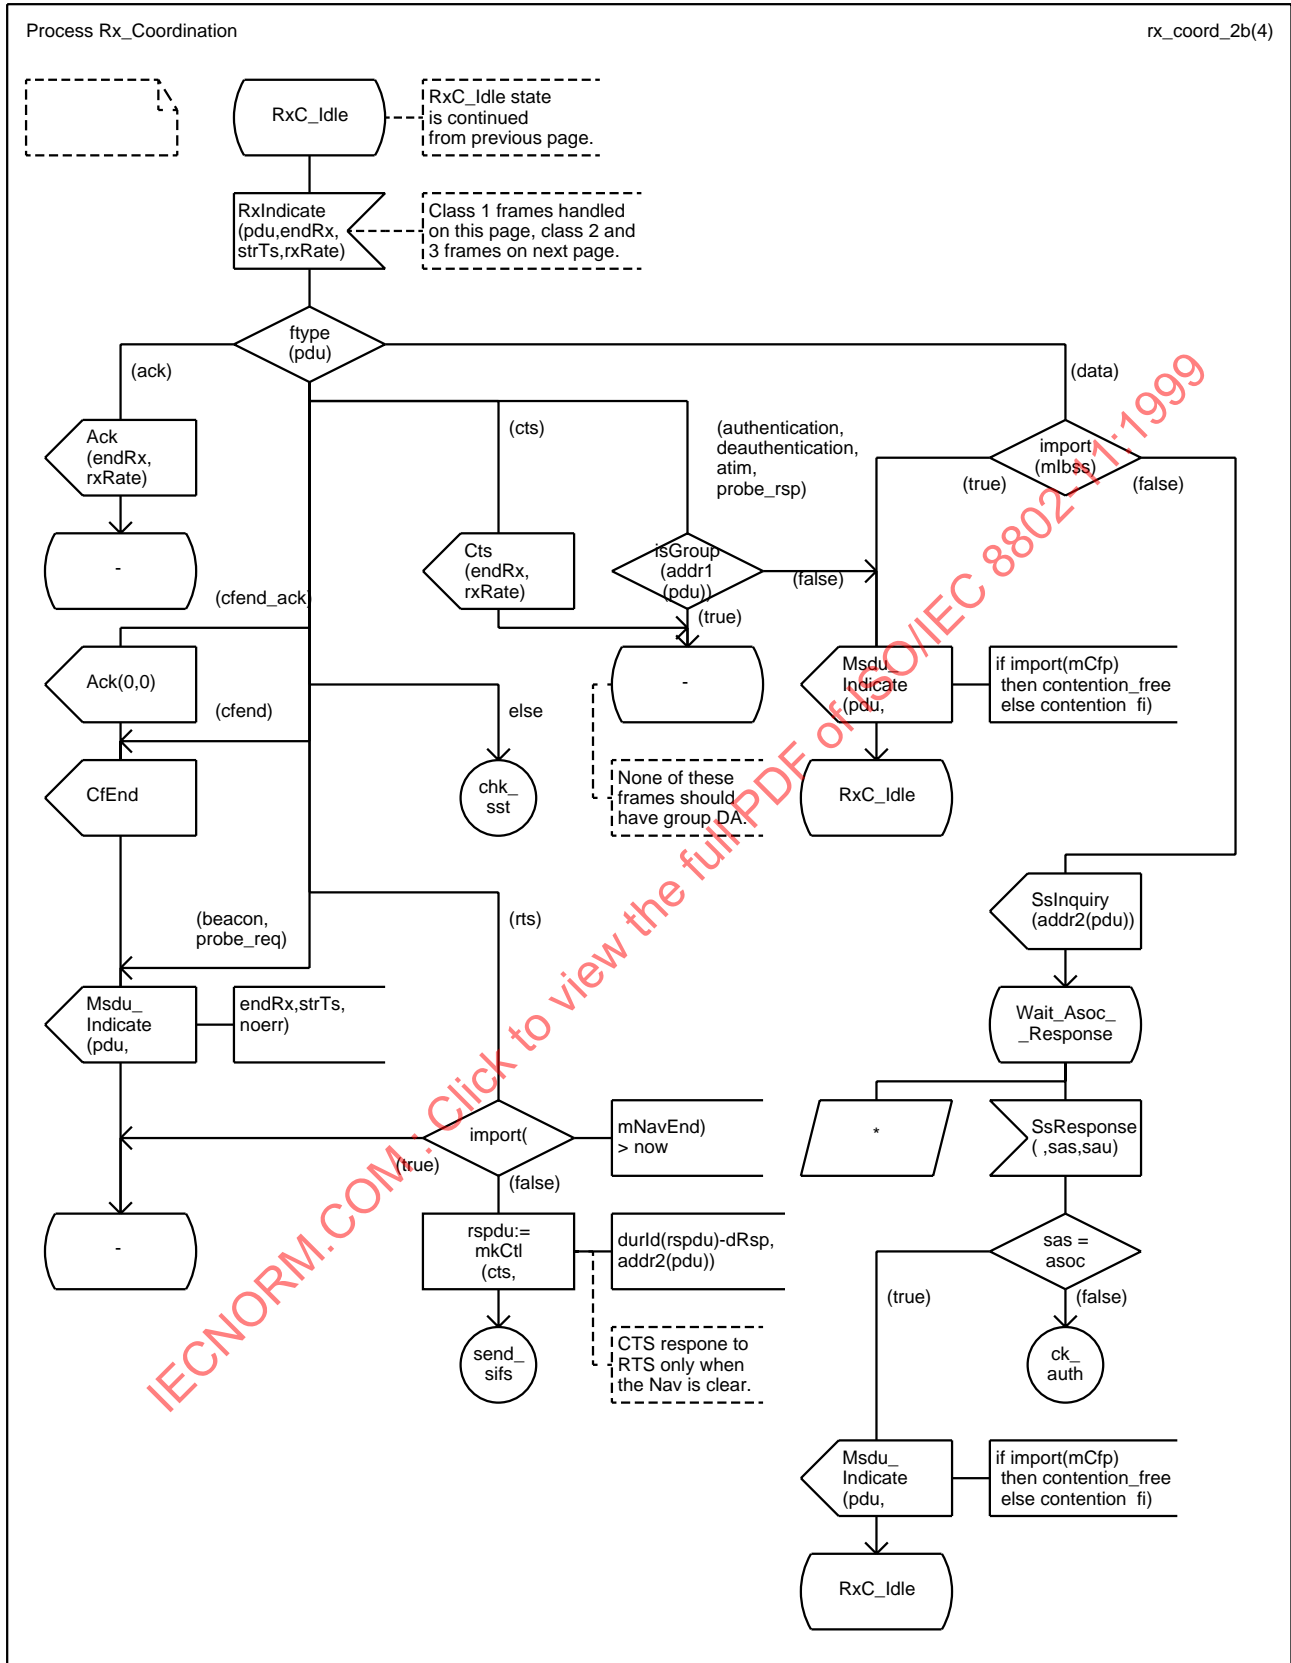 Process Rx_Coordination
rx_coord_2b(4)
RxC_Idle
RxC_Idle state
is continued
from previous page.
RxIndicate
(pdu,endRx,
strTs,rxRate)
Class 1 frames handled
on this page, class 2 and
3 frames on next page.
ftype
(pdu)
(ack)
(data)
Ack
(endRx,
rxRate)
(cts)
(authentication,
deauthentication,
atim,
probe_rsp)
import
(mIbss)
(true)
(false)
-
Cts
(endRx,
rxRate)
isGroup
(addr1
(pdu))
(false)
(true)
(cfend_ack)
Ack(0,0)
-
Msdu_
Indicate
(pdu,
if import(mCfp)
then contention_free
else contention fi)
(cfend)
else
CfEnd
chk_
sst
None of these
frames should
have group DA.
RxC_Idle
(beacon,
probe_req)
(rts)
SsInquiry
(addr2(pdu))
Msdu_
Indicate
(pdu,
endRx,strTs,
noerr)
Wait_Asoc_
_Response
import(
mNavEnd)
> now
(true)
(false)
*
SsResponse
( ,sas,sau)
-
rspdu:=
mkCtl
(cts,
durId(rspdu)-dRsp,
addr2(pdu))
sas =
asoc
(true)
(false)
send_
sifs
CTS respone to
RTS only when
the Nav is clear.
ck_
auth
Msdu_
Indicate
(pdu,
if import(mCfp)
then contention_free
else contention fi)
RxC_Idle
IECNORM.COM : Click to view the full PDF of ISO/IEC 8802-11:1999